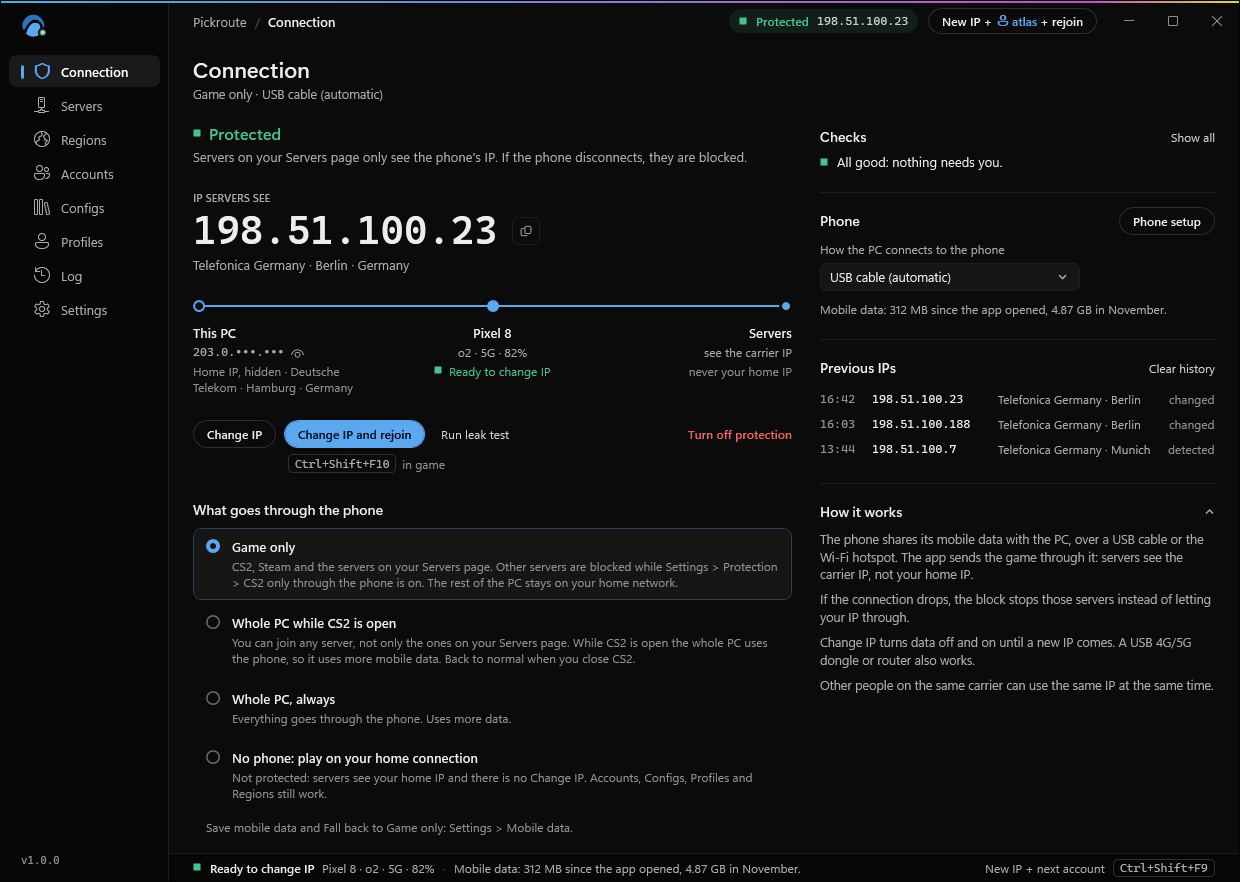 Pickroute / Connection
Protected 198.51.100.23
New IP + atlas + rejoin
Connection
Servers
Regions
Accounts
Configs
Profiles
Log
Settings
v1.0.0
Connection
Game only · USB cable (automatic)
Protected
Servers on your Servers page only see the phone's IP. If the phone disconnects, they are blocked.
IP SERVERS SEE
198.51.100.23
Telefonica Germany · Berlin · Germany
This PC
203.0.•••.•••
Home IP, hidden · Deutsche
Telekom · Hamburg · Germany
Pixel 8
o2 · 5G · 82%
Ready to change IP
Servers
see the carrier IP
never your home IP
Change IP
Change IP and rejoin
Run leak test
Turn off protection
Ctrl+Shift+F10 in game
What goes through the phone
Game only
CS2, Steam and the servers on your Servers page. Other servers are blocked while Settings > Protection
> CS2 only through the phone is on. The rest of the PC stays on your home network.
Whole PC while CS2 is open
You can join any server, not only the ones on your Servers page. While CS2 is open the whole PC uses
the phone, so it uses more mobile data. Back to normal when you close CS2.
Whole PC, always
Everything goes through the phone. Uses more data.
No phone: play on your home connection
Not protected: servers see your home IP and there is no Change IP. Accounts, Configs, Profiles and
Regions still work.
Save mobile data and Fall back to Game only: Settings > Mobile data.
Checks
Show all
All good: nothing needs you.
Phone
Phone setup
How the PC connects to the phone
USB cable (automatic)
Mobile data: 312 MB since the app opened, 4.87 GB in November.
Previous IPs
Clear history
16:42 198.51.100.23 Telefonica Germany · Berlin changed
16:03 198.51.100.188 Telefonica Germany · Berlin changed
13:44 198.51.100.7 Telefonica Germany · Munich detected
How it works
The phone shares its mobile data with the PC, over a USB cable or the
Wi-Fi hotspot. The app sends the game through it: servers see the
carrier IP, not your home IP.
If the connection drops, the block stops those servers instead of letting
your IP through.
Change IP turns data off and on until a new IP comes. A USB 4G/5G
dongle or router also works.
Other people on the same carrier can use the same IP at the same time.
Ready to change IP Pixel 8 · o2 · 5G · 82% · Mobile data: 312 MB since the app opened, 4.87 GB in November.
New IP + next account Ctrl+Shift+F9